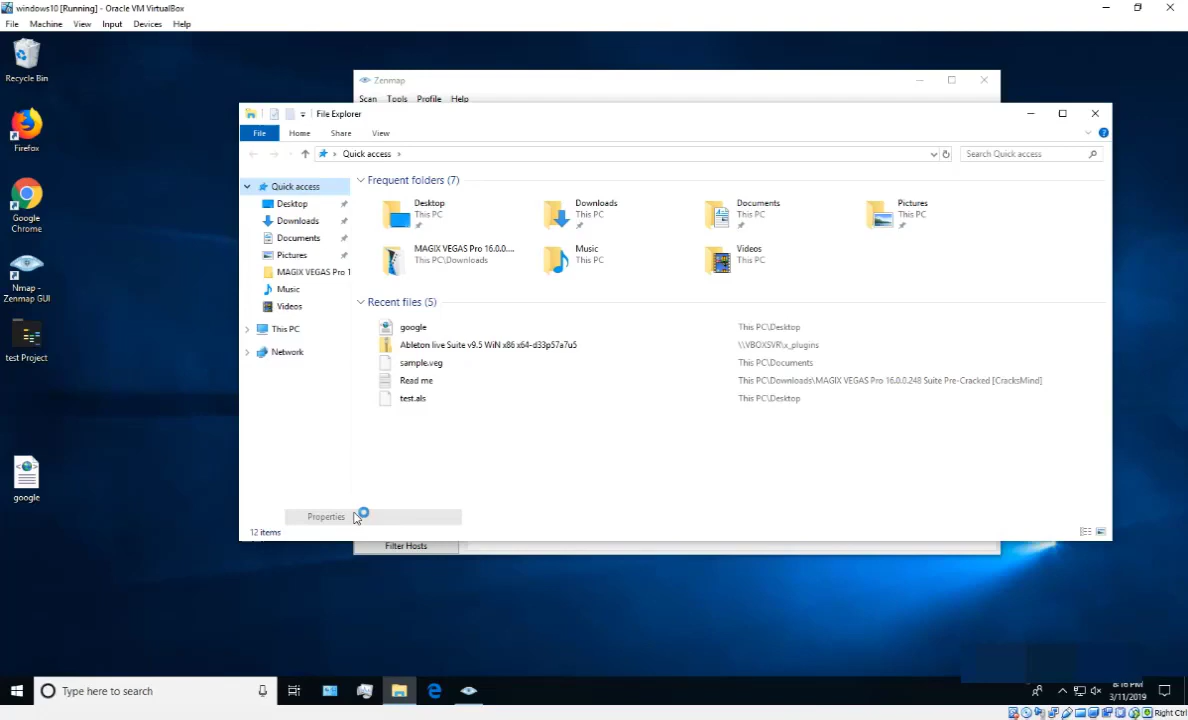 windows10 [Running] - Oracle VM VirtualBox
File Machine View Input Devices Help
Recycle Bin
Firefox
Google
Chrome
Nmap -
Zenmap GUI
test Project
google
Zenmap
Scan Tools Profile Help
File Explorer
File Home Share View
Quick access
Search Quick access
Quick access
Desktop
Downloads
Documents
Pictures
MAGIX VEGAS Pro 1
Music
Videos
This PC
Network
Frequent folders (7)
Desktop
This PC
Downloads
This PC
Documents
This PC
Pictures
This PC
MAGIX VEGAS Pro 16.0.0....
This PC\Downloads
Music
This PC
Videos
This PC
Recent files (5)
google This PC\Desktop
Ableton live Suite v9.5 WiN x86 x64-d33p57a7u5 \\VBOXSVR\x_plugins
sample.veg This PC\Documents
Read me This PC\Downloads\MAGIX VEGAS Pro 16.0.0.248 Suite Pre-Cracked [CracksMind]
test.als This PC\Desktop
Properties
12 items
Filter Hosts
Type here to search
8:16 PM
3/11/2019
Right Ctrl